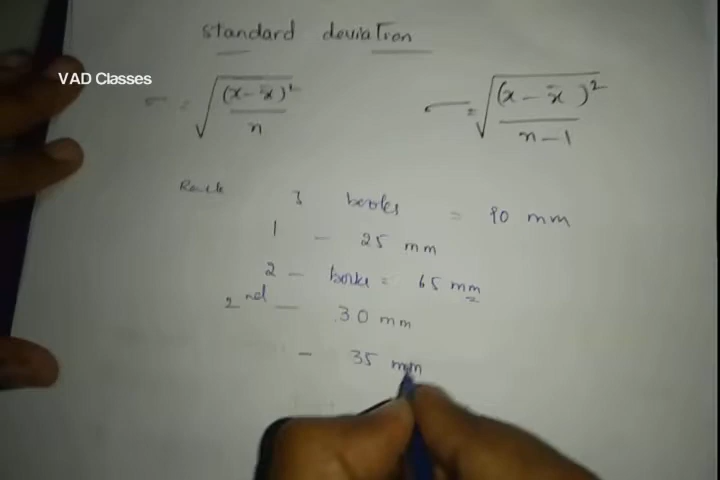 standard deviation
VAD Classes
σ = √((x - x̄)² / n)
σ = √((x - x̄)² / n-1)
Rack 3 books = 90 mm
1 - 25 mm
2 - books = 65 mm
2nd - 30 mm
- 35 mm